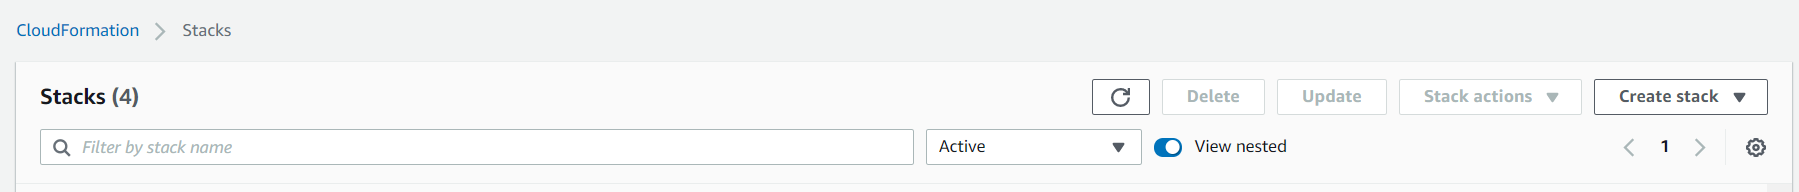 CloudFormation Stacks
Stacks (4) Delete Update Stack actions Create stack
Filter by stack name Active View nested 1